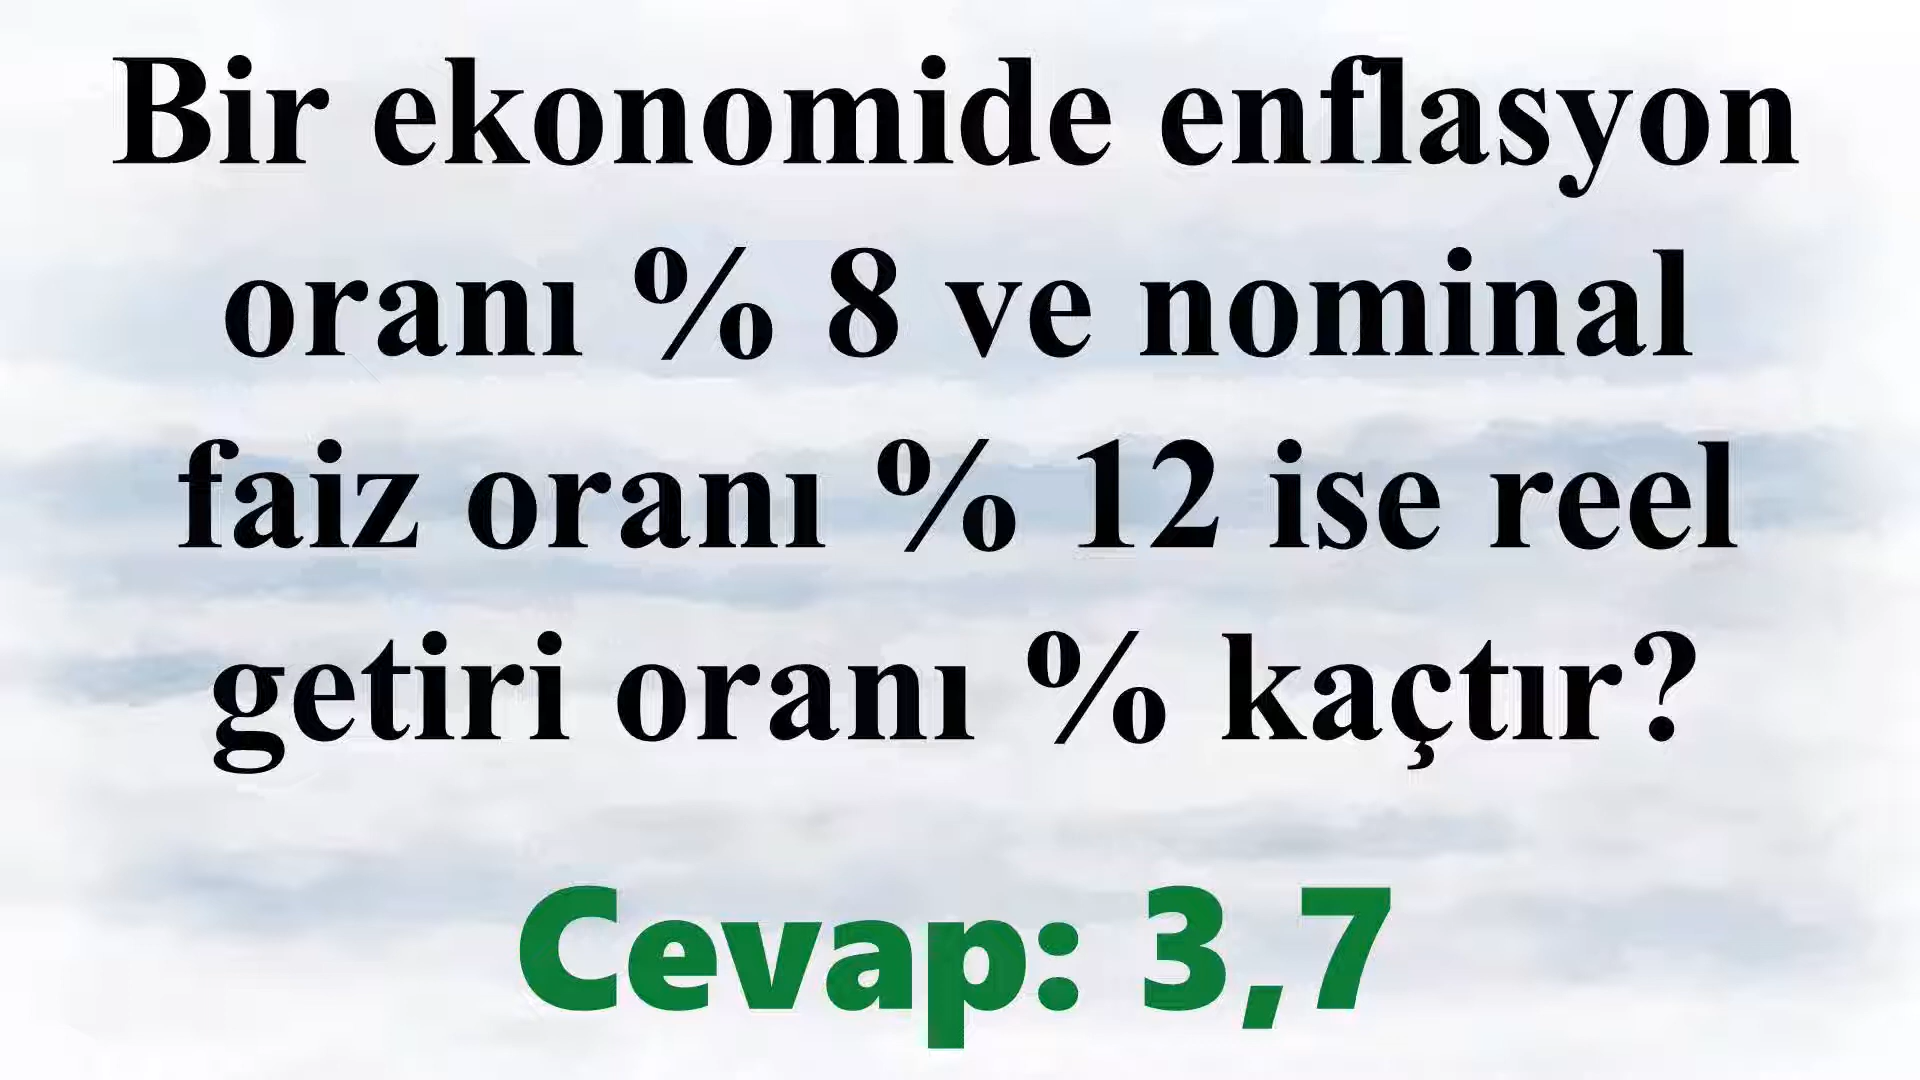 Bir ekonomide enflasyon
oranı % 8 ve nominal
faiz oranı % 12 ise reel
getiri oranı % kaçtır?
Cevap: 3,7